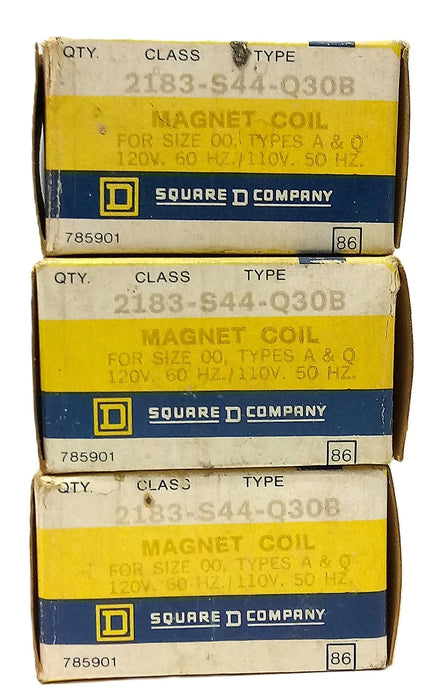 QTY. CLASS TYPE
2183-S44-Q30B
MAGNET COIL
FOR SIZE 00, TYPES A & Q
120V. 60 HZ./110V. 50 HZ.
D SQUARE D COMPANY
785901 86
QTY. CLASS TYPE
2183-S44-Q30B
MAGNET COIL
FOR SIZE 00, TYPES A & Q
120V. 60 HZ./110V. 50 HZ.
D SQUARE D COMPANY
785901 86
QTY. CLASS TYPE
2183-S44-Q30B
MAGNET COIL
FOR SIZE 00, TYPES A & Q
120V. 60 HZ./110V. 50 HZ.
D SQUARE D COMPANY
785901 86